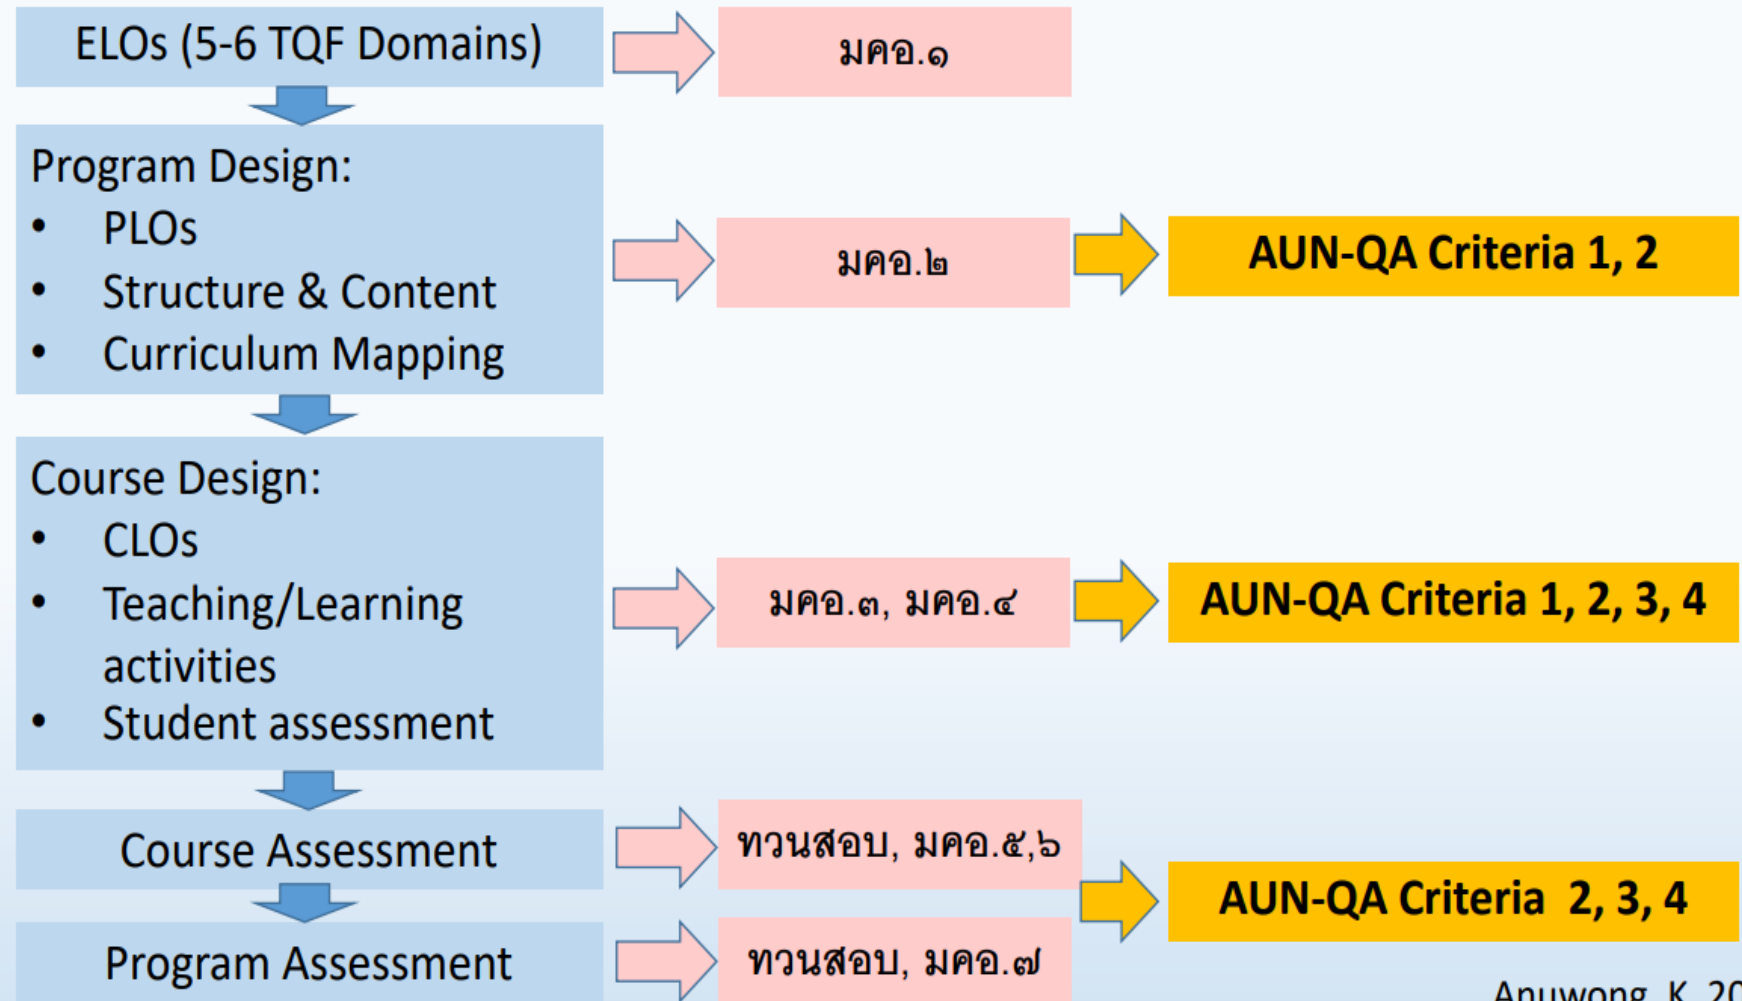 ELOs (5-6 TQF Domains)
มคอ.๑
Program Design:
• PLOs
• Structure & Content
• Curriculum Mapping
มคอ.๒
AUN-QA Criteria 1, 2
Course Design:
• CLOs
• Teaching/Learning
activities
• Student assessment
มคอ.๓, มคอ.๔
AUN-QA Criteria 1, 2, 3, 4
Course Assessment
ทวนสอบ, มคอ.๕,๖
AUN-QA Criteria 2, 3, 4
Program Assessment
ทวนสอบ, มคอ.๗
Anuwong, K. 20